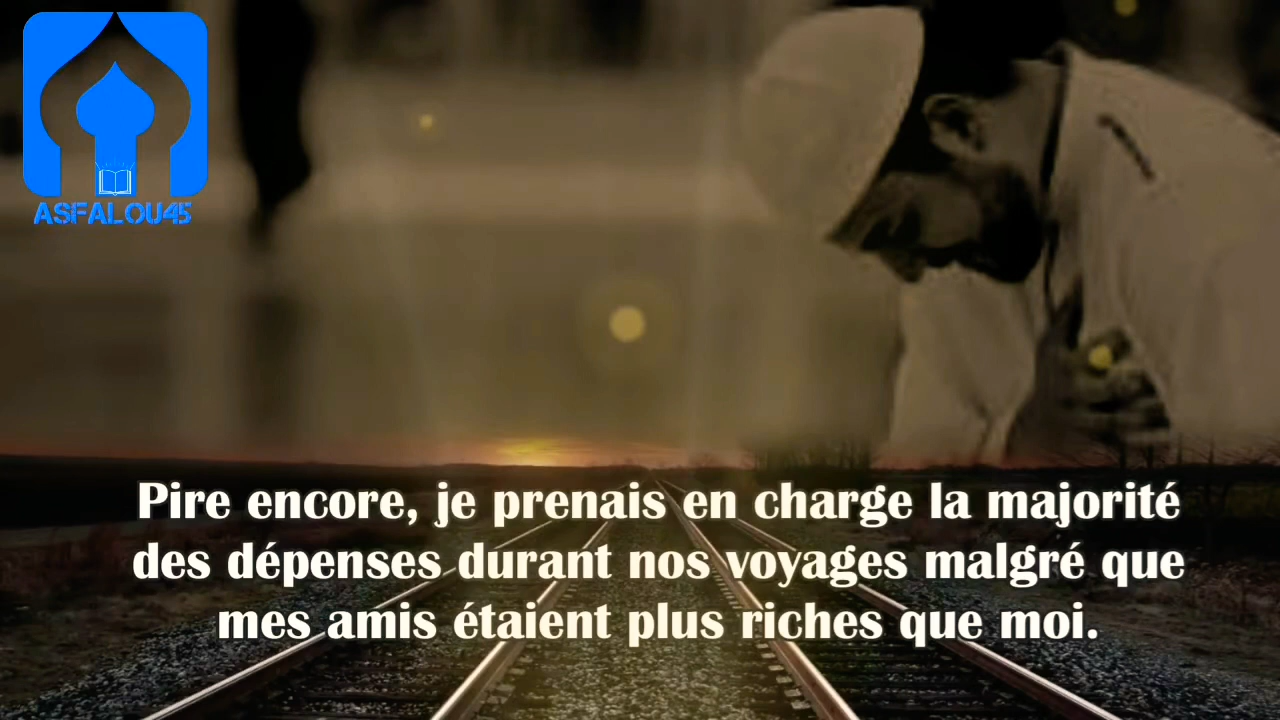 ASFALOU45
Pire encore, je prenais en charge la majorité
des dépenses durant nos voyages malgré que
mes amis étaient plus riches que moi.